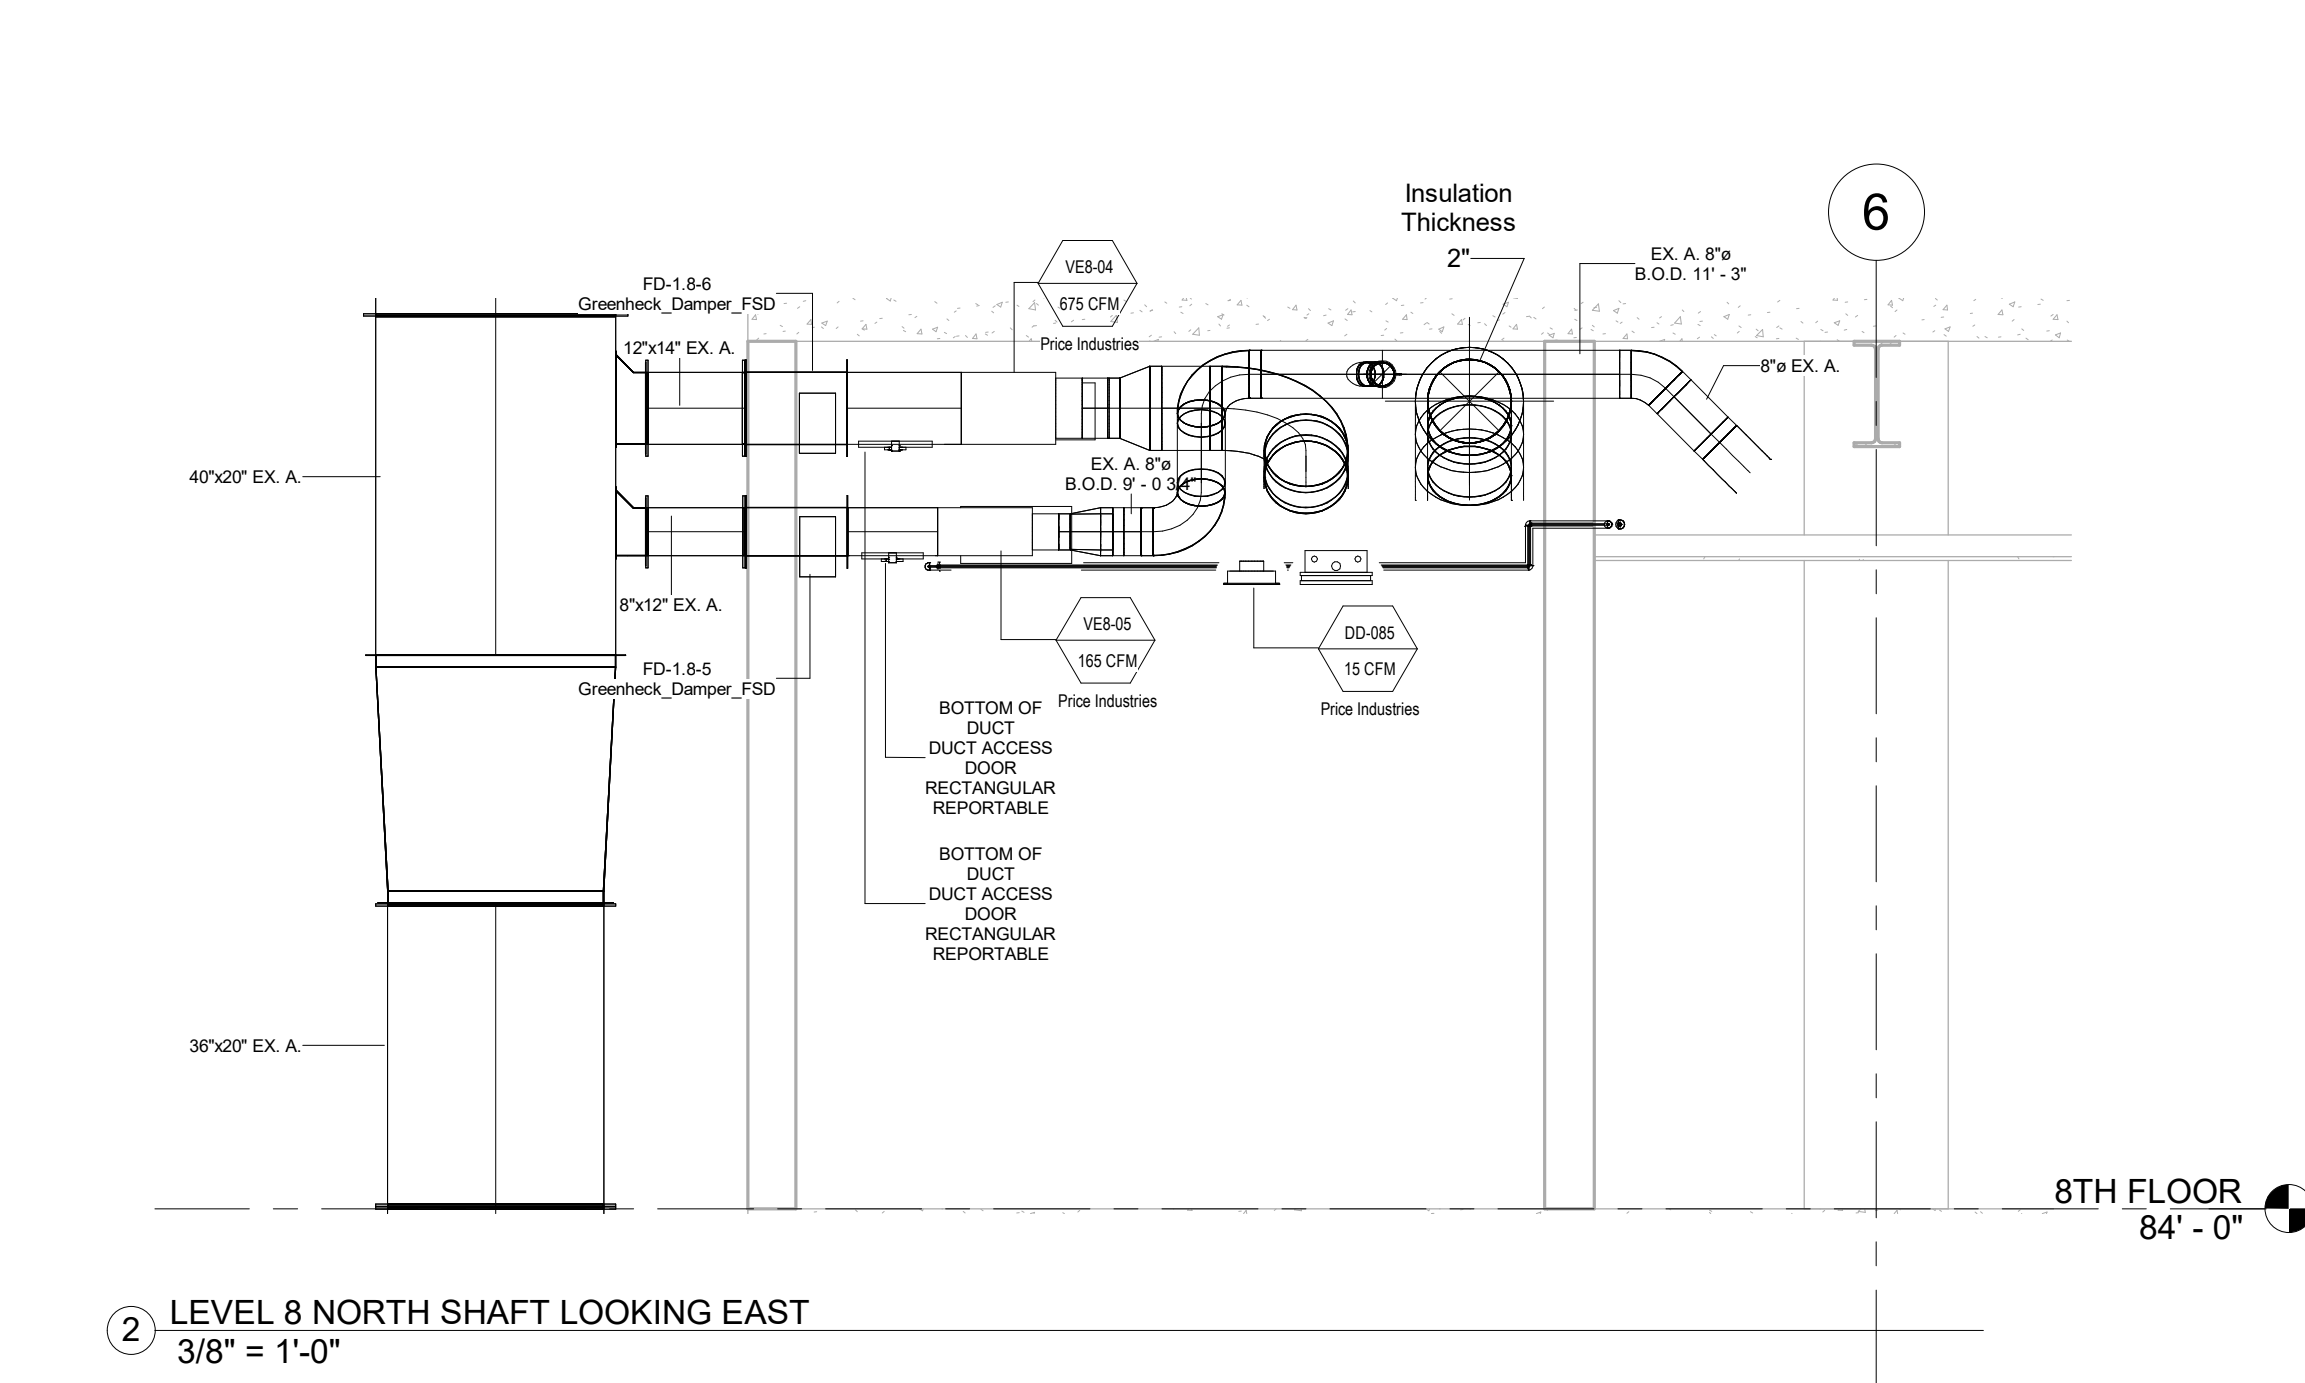 Insulation
Thickness
2"
6
EX. A. 8"ø
B.O.D. 11' - 3"
VE8-04
675 CFM
Price Industries
FD-1.8-6
Greenheck_Damper_FSD
12"x14" EX. A.
8"ø EX. A.
40"x20" EX. A.
EX. A. 8"ø
B.O.D. 9' - 0 3/4"
8"x12" EX. A.
VE8-05
165 CFM
Price Industries
DD-085
15 CFM
Price Industries
FD-1.8-5
Greenheck_Damper_FSD
BOTTOM OF
DUCT
DUCT ACCESS
DOOR
RECTANGULAR
REPORTABLE
BOTTOM OF
DUCT
DUCT ACCESS
DOOR
RECTANGULAR
REPORTABLE
36"x20" EX. A.
8TH FLOOR
84' - 0"
2
LEVEL 8 NORTH SHAFT LOOKING EAST
3/8" = 1'-0"